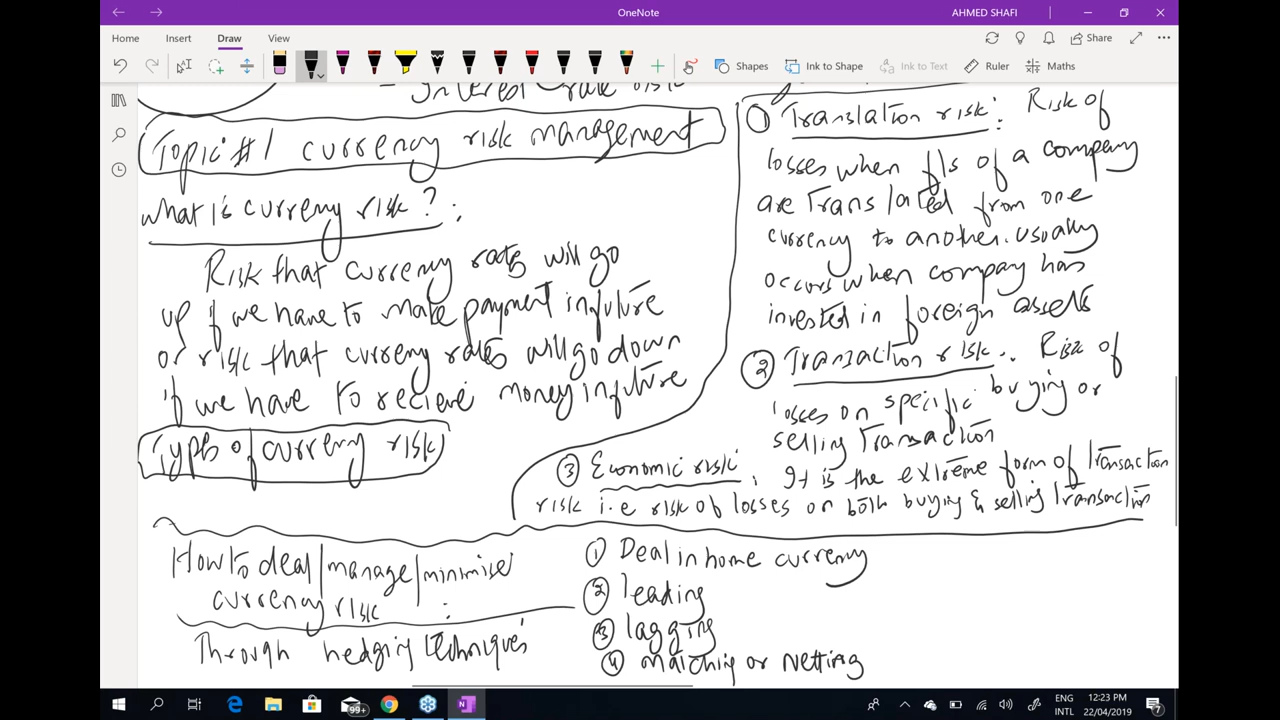 OneNote
AHMED SHAFI
Home Insert Draw View
Share
Shapes Ink to Shape Ink to Text Ruler Maths
- Interest rate risk
Topic #1 currency risk management
what is currency risk? :
Risk that currency rates will go
up if we have to make payment in future
or risk that currency rates will go down
if we have to recieve money in future
Types of currency risk
① Translation risk: Risk of
losses when f/s of a company
are Translated from one
currency to another. usually
occurs when company has
invested in foreign assets
② Transaction risk: Risk of
losses on specific buying or
selling Transaction
③ Economic risk: It is the extreme form of Transaction
risk i.e risk of losses on both buying & selling Transaction
How to deal/manage/minimise
currency risk :
Through hedging techniques
① Deal in home currency
② leading
③ lagging
④ matching or Netting
99+
ENG
INTL
12:23 PM
22/04/2019
7